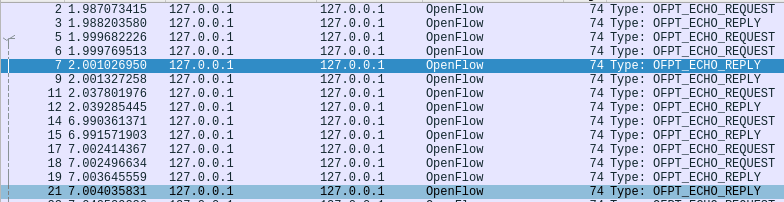 2 1.987073415 127.0.0.1 127.0.0.1 OpenFlow 74 Type: OFPT_ECHO_REQUEST
3 1.988203580 127.0.0.1 127.0.0.1 OpenFlow 74 Type: OFPT_ECHO_REPLY
5 1.999682226 127.0.0.1 127.0.0.1 OpenFlow 74 Type: OFPT_ECHO_REQUEST
6 1.999769513 127.0.0.1 127.0.0.1 OpenFlow 74 Type: OFPT_ECHO_REQUEST
7 2.001026950 127.0.0.1 127.0.0.1 OpenFlow 74 Type: OFPT_ECHO_REPLY
9 2.001327258 127.0.0.1 127.0.0.1 OpenFlow 74 Type: OFPT_ECHO_REPLY
11 2.037801976 127.0.0.1 127.0.0.1 OpenFlow 74 Type: OFPT_ECHO_REQUEST
12 2.039285445 127.0.0.1 127.0.0.1 OpenFlow 74 Type: OFPT_ECHO_REPLY
14 6.990361371 127.0.0.1 127.0.0.1 OpenFlow 74 Type: OFPT_ECHO_REQUEST
15 6.991571903 127.0.0.1 127.0.0.1 OpenFlow 74 Type: OFPT_ECHO_REPLY
17 7.002414367 127.0.0.1 127.0.0.1 OpenFlow 74 Type: OFPT_ECHO_REQUEST
18 7.002496634 127.0.0.1 127.0.0.1 OpenFlow 74 Type: OFPT_ECHO_REQUEST
19 7.003645559 127.0.0.1 127.0.0.1 OpenFlow 74 Type: OFPT_ECHO_REPLY
21 7.004035831 127.0.0.1 127.0.0.1 OpenFlow 74 Type: OFPT_ECHO_REPLY